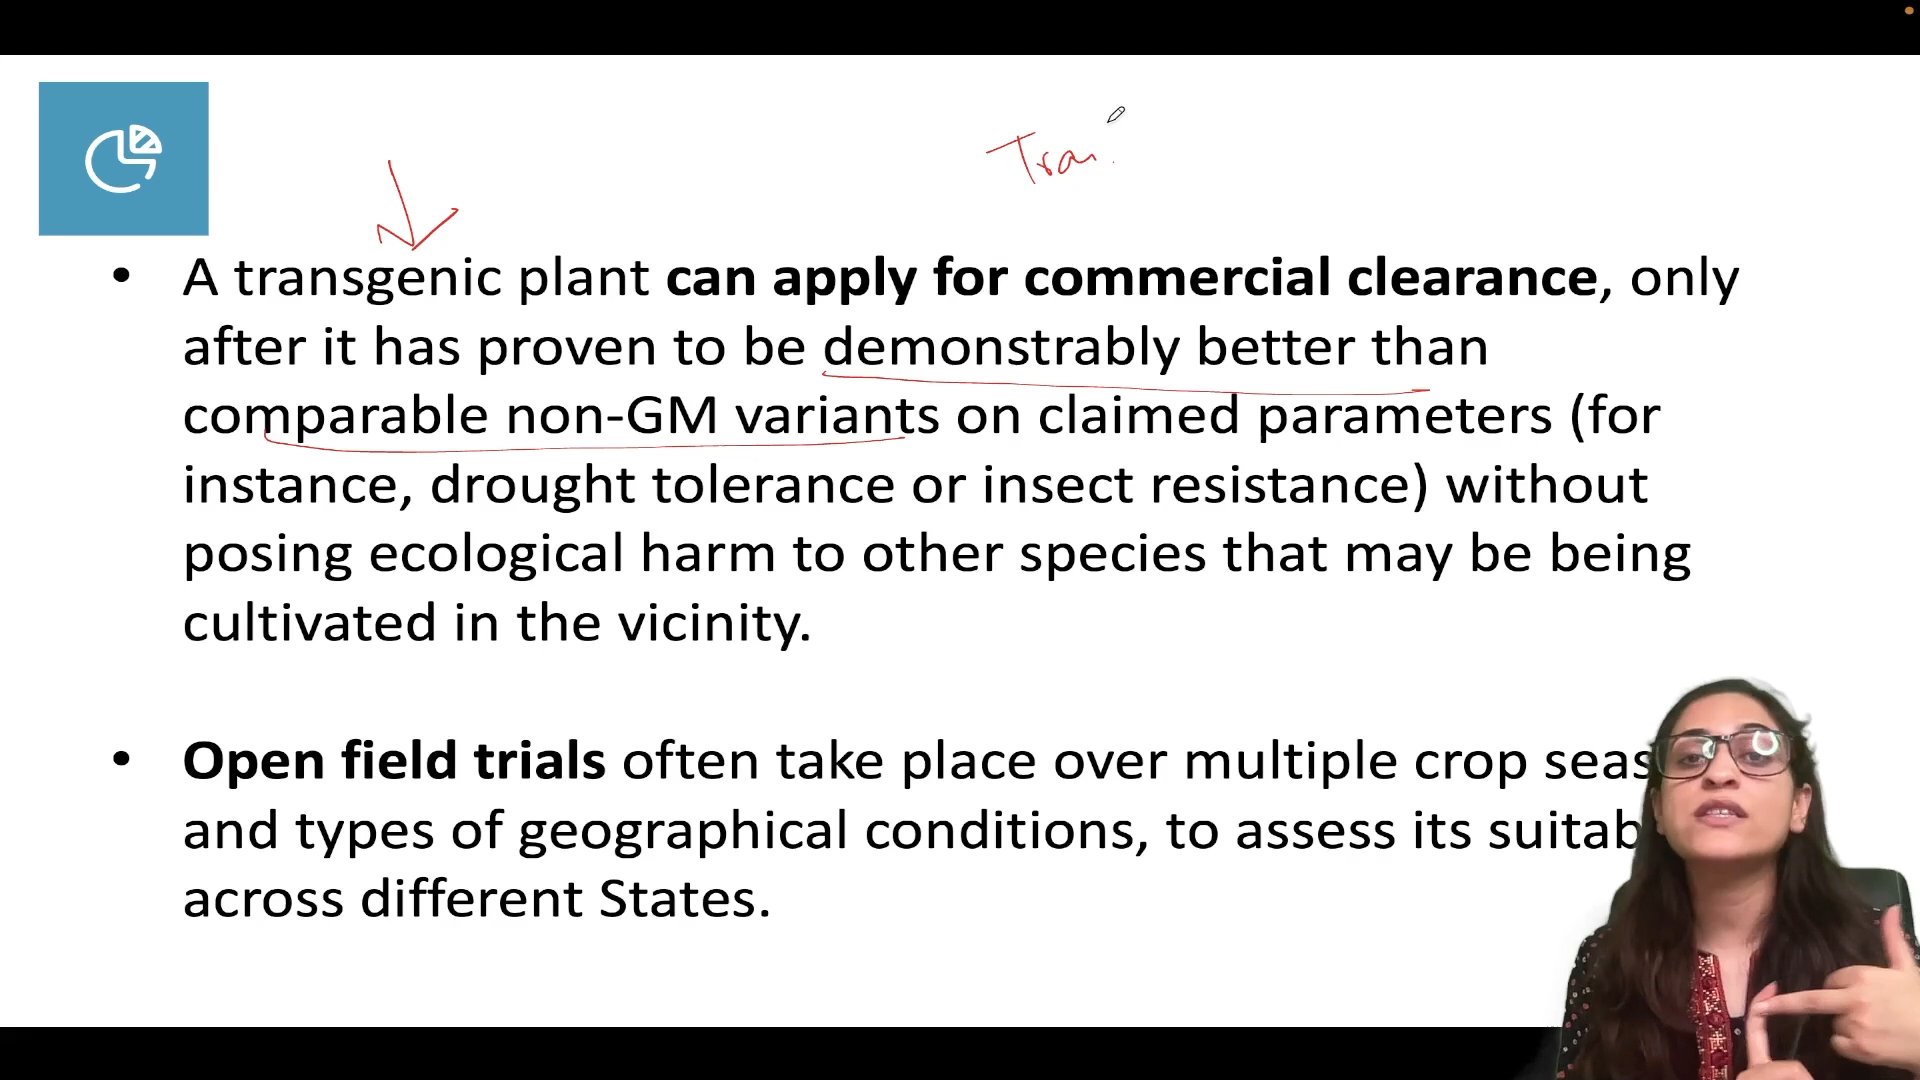 Tra
• A transgenic plant can apply for commercial clearance, only
after it has proven to be demonstrably better than
comparable non-GM variants on claimed parameters (for
instance, drought tolerance or insect resistance) without
posing ecological harm to other species that may be being
cultivated in the vicinity.
• Open field trials often take place over multiple crop seas
and types of geographical conditions, to assess its suitab
across different States.